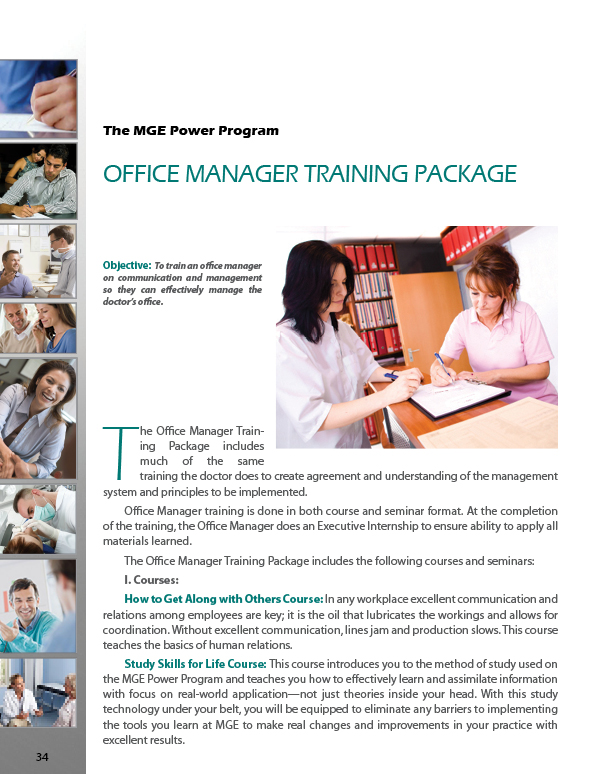 The MGE Power Program
OFFICE MANAGER TRAINING PACKAGE
Objective: To train an office manager
on communication and management
so they can effectively manage the
doctor's office.
The Office Manager Train-
ing Package includes
much of the same
training the doctor does to create agreement and understanding of the management
system and principles to be implemented.
Office Manager training is done in both course and seminar format. At the completion
of the training, the Office Manager does an Executive Internship to ensure ability to apply all
materials learned.
The Office Manager Training Package includes the following courses and seminars:
I. Courses:
How to Get Along with Others Course: In any workplace excellent communication and
relations among employees are key; it is the oil that lubricates the workings and allows for
coordination. Without excellent communication, lines jam and production slows. This course
teaches the basics of human relations.
Study Skills for Life Course: This course introduces you to the method of study used on
the MGE Power Program and teaches you how to effectively learn and assimilate information
with focus on real-world application—not just theories inside your head. With this study
technology under your belt, you will be equipped to eliminate any barriers to implementing
the tools you learn at MGE to make real changes and improvements in your practice with
excellent results.
34